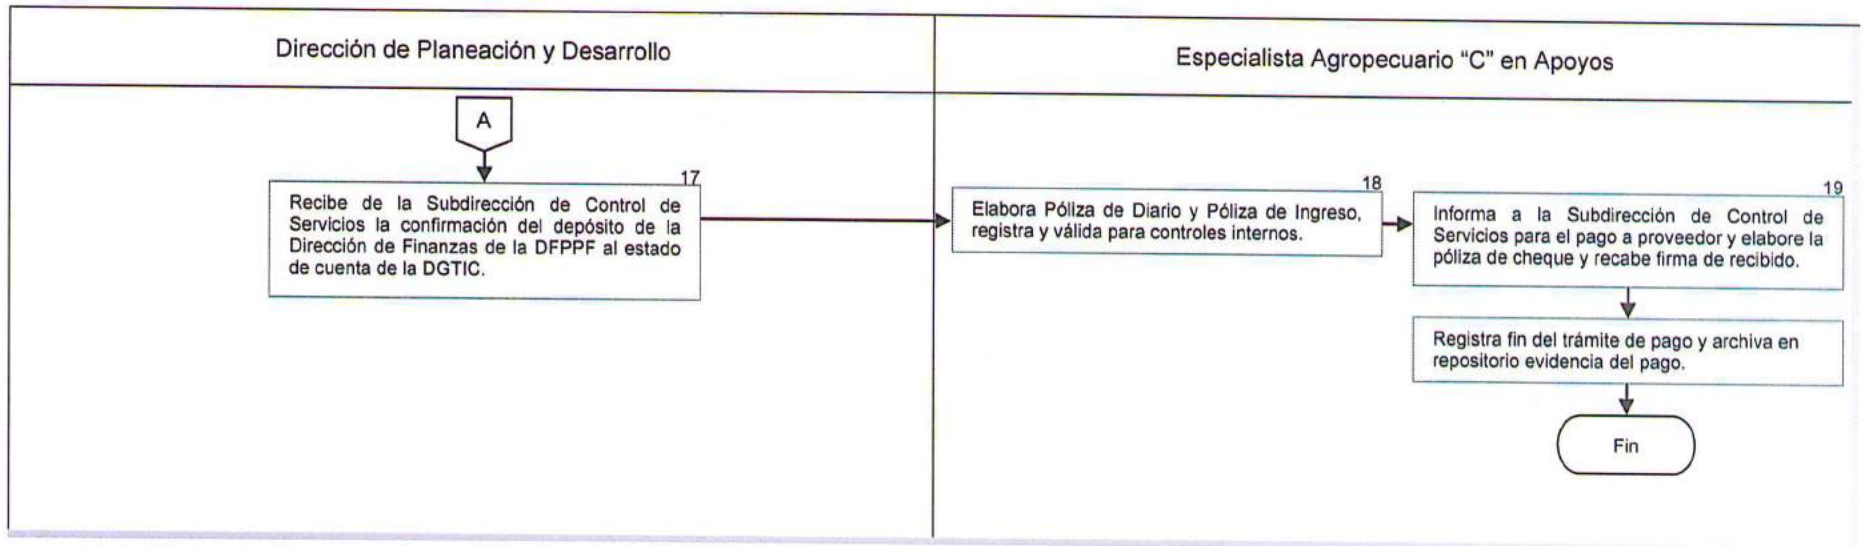 Dirección de Planeación y Desarrollo
Especialista Agropecuario “C” en Apoyos
A
17
Recibe de la Subdirección de Control de
Servicios la confirmación del depósito de la
Dirección de Finanzas de la DFPPF al estado
de cuenta de la DGTIC.
18
Elabora Póliza de Diario y Póliza de Ingreso,
registra y válida para controles internos.
19
Informa a la Subdirección de Control de
Servicios para el pago a proveedor y elabore la
póliza de cheque y recabe firma de recibido.
Registra fin del trámite de pago y archiva en
repositorio evidencia del pago.
Fin